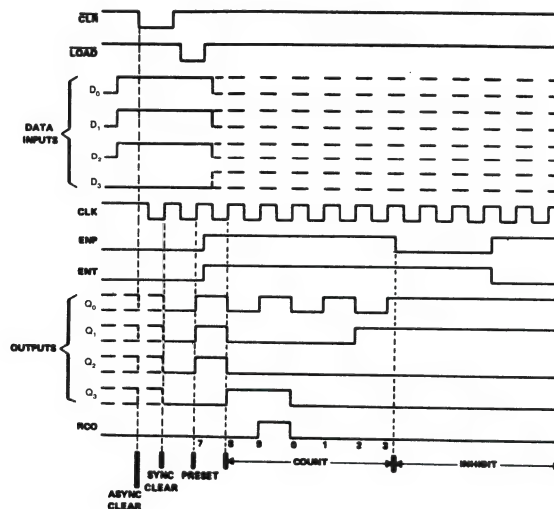 CLR
LOAD
D0
D1
DATA
INPUTS
D2
D3
CLK
ENP
ENT
Q0
Q1
OUTPUTS
Q2
Q3
RCO
7 8 9 0 1 2 3
SYNC
CLEAR
PRESET
COUNT
INHIBIT
ASYNC
CLEAR